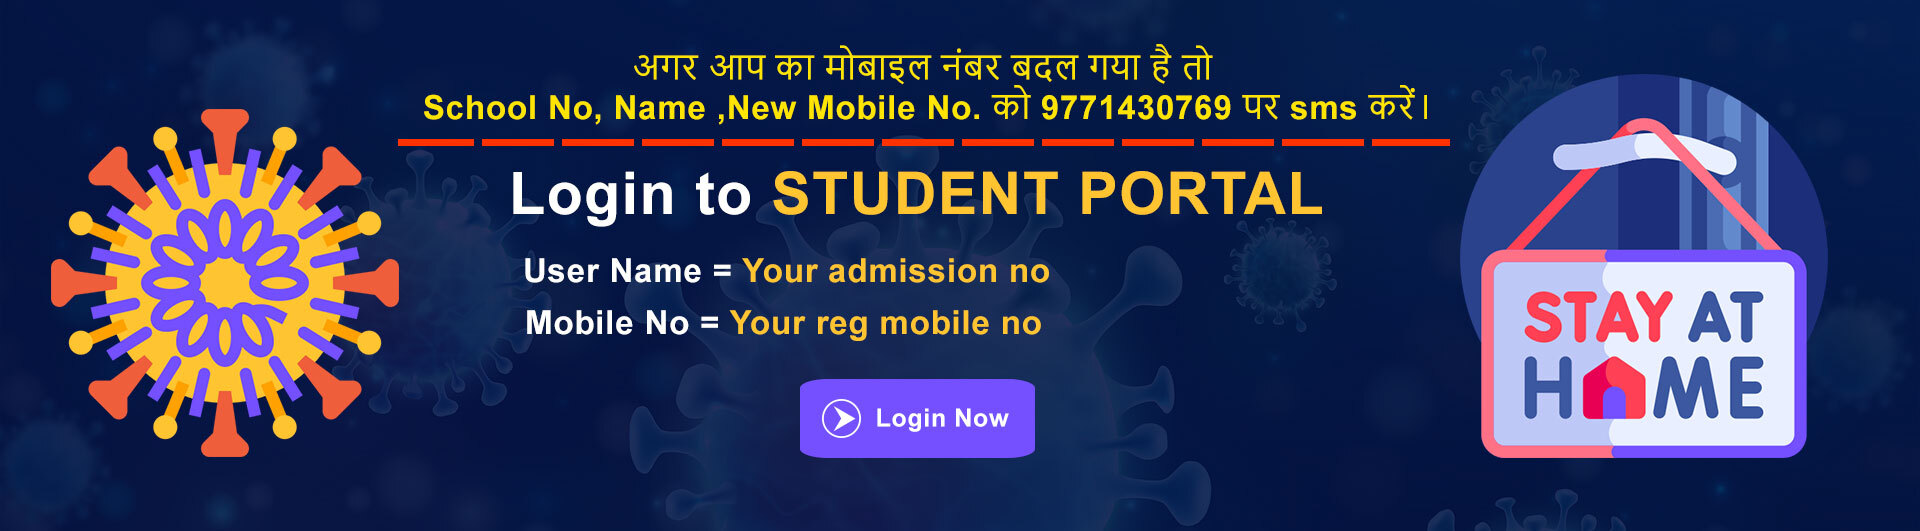 अगर आप का मोबाइल नंबर बदल गया है तो
School No, Name ,New Mobile No. को 9771430769 पर sms करें।
Login to STUDENT PORTAL
User Name = Your admission no
Mobile No = Your reg mobile no
Login Now
STAY AT
HOME